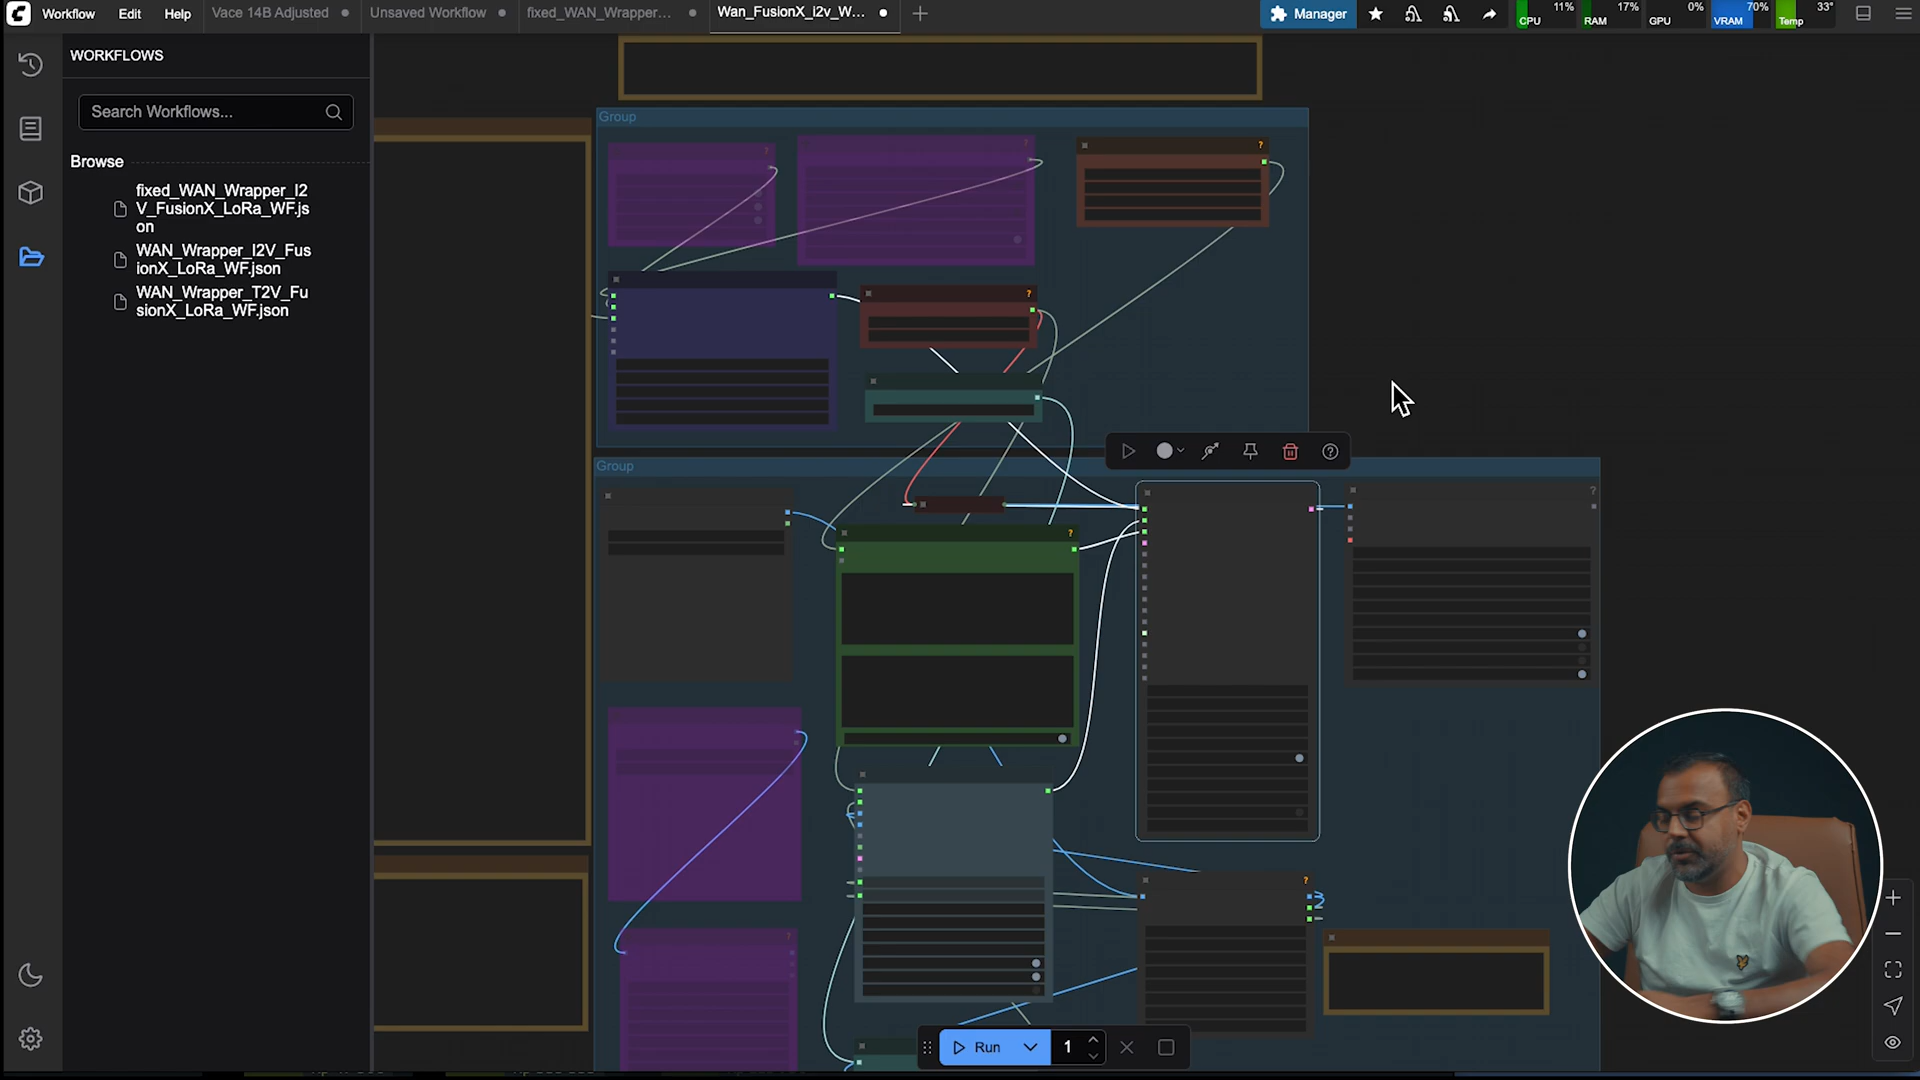 Workflow
Edit
Help
Vace 14B Adjusted
Unsaved Workflow
fixed_WAN_Wrapper...
Wan_FusionX_i2v_W...
Manager
CPU 11%
RAM 17%
GPU 0%
VRAM 70%
Temp 33°
WORKFLOWS
Search Workflows...
Browse
fixed_WAN_Wrapper_I2
V_FusionX_LoRa_WF.js
on
WAN_Wrapper_I2V_Fus
ionX_LoRa_WF.json
WAN_Wrapper_T2V_Fu
sionX_LoRa_WF.json
Group
Group
Run
1